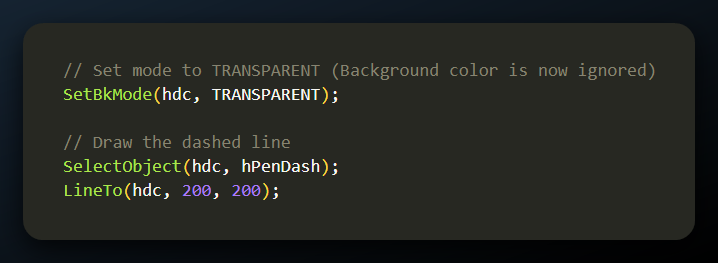 // Set mode to TRANSPARENT (Background color is now ignored)
SetBkMode(hdc, TRANSPARENT);
// Draw the dashed line
SelectObject(hdc, hPenDash);
LineTo(hdc, 200, 200);